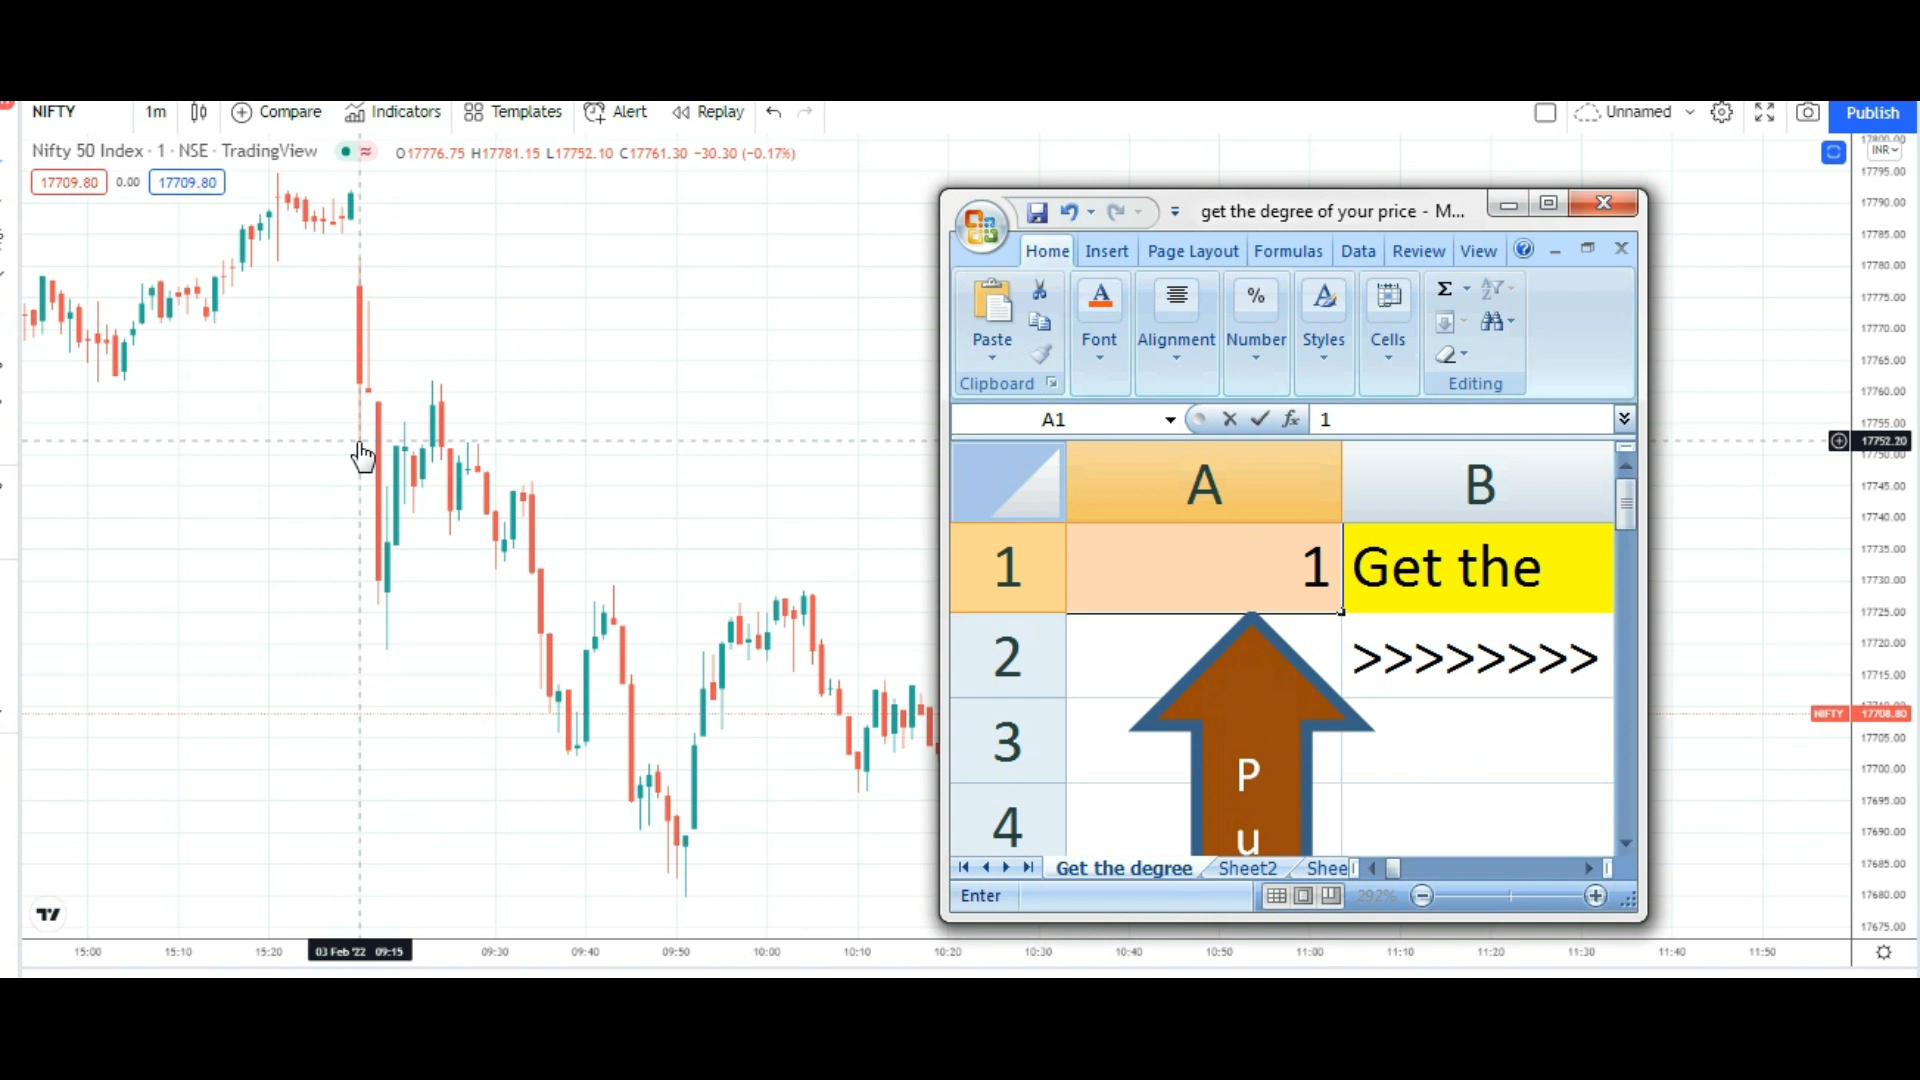 NIFTY 1m Compare Indicators Templates Alert Replay Unnamed Publish
Nifty 50 Index · 1 · NSE · TradingView O17776.75 H17781.15 L17752.10 C17761.30 −30.30 (−0.17%)
17709.80 0.00 17709.80
INR
17800.00
17795.00
17790.00
17785.00
17780.00
17775.00
17770.00
17765.00
17760.00
17755.00
17752.20
17750.00
17745.00
17740.00
17735.00
17730.00
17725.00
17720.00
17715.00
NIFTY 17708.80
17705.00
17700.00
17695.00
17690.00
17685.00
17680.00
17675.00
get the degree of your price - M...
Home Insert Page Layout Formulas Data Review View
Paste Font Alignment Number Styles Cells
Clipboard Editing
A1 fx 1
A B
1 1 Get the
2 >>>>>>>>
3
4
P
u
Get the degree Sheet2 Shee
Enter 292%
15:00 15:10 15:20 03 Feb '22 09:15 09:30 09:40 09:50 10:00 10:10 10:20 10:30 10:40 10:50 11:00 11:10 11:20 11:30 11:40 11:50